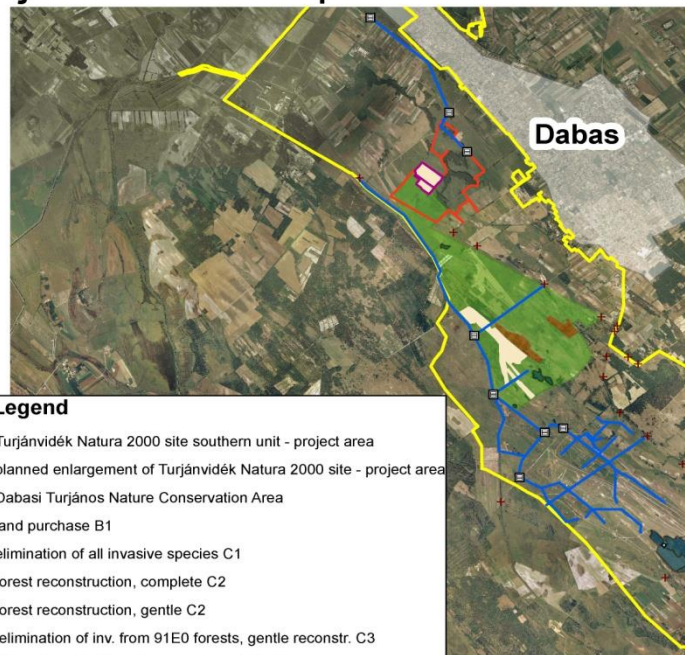 Dabas
Legend
Turjánvidék Natura 2000 site southern unit - project area
planned enlargement of Turjánvidék Natura 2000 site - project area
Dabasi Turjános Nature Conservation Area
land purchase B1
elimination of all invasive species C1
forest reconstruction, complete C2
forest reconstruction, gentle C2
elimination of inv. from 91E0 forests, gentle reconstr. C3